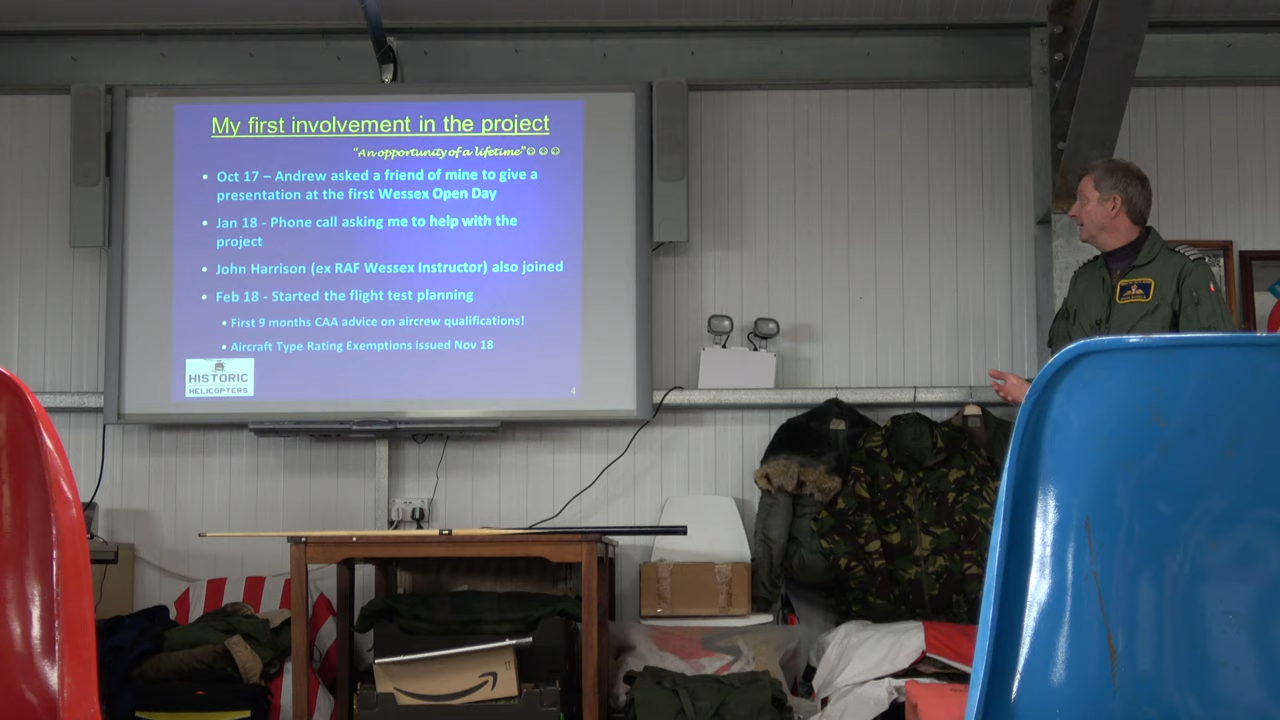 My first involvement in the project
“An opportunity of a lifetime”☺☺☺
• Oct 17 – Andrew asked a friend of mine to give a
presentation at the first Wessex Open Day
• Jan 18 - Phone call asking me to help with the
project
• John Harrison (ex RAF Wessex Instructor) also joined
• Feb 18 - Started the flight test planning
• First 9 months CAA advice on aircrew qualifications!
• Aircraft Type Rating Exemptions issued Nov 18
HISTORIC
HELICOPTERS
4